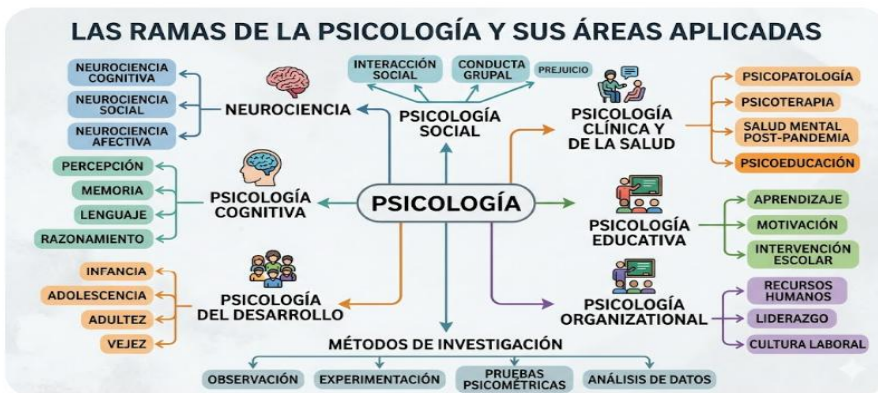 LAS RAMAS DE LA PSICOLOGÍA Y SUS ÁREAS APLICADAS
NEUROCIENCIA
COGNITIVA
NEUROCIENCIA
SOCIAL
NEUROCIENCIA
AFECTIVA
NEUROCIENCIA
INTERACCIÓN
SOCIAL
CONDUCTA
GRUPAL
PREJUICIO
PSICOLOGÍA
SOCIAL
PSICOLOGÍA
CLÍNICA Y
DE LA SALUD
PSICOPATOLOGÍA
PSICOTERAPIA
SALUD MENTAL
POST-PANDEMIA
PSICOEDUCACIÓN
PERCEPCIÓN
MEMORIA
LENGUAJE
RAZONAMIENTO
PSICOLOGÍA
COGNITIVA
PSICOLOGÍA
PSICOLOGÍA
EDUCATIVA
APRENDIZAJE
MOTIVACIÓN
INTERVENCIÓN
ESCOLAR
INFANCIA
ADOLESCENCIA
ADULTEZ
VEJEZ
PSICOLOGÍA
DEL DESARROLLO
PSICOLOGÍA
ORGANIZATIONAL
RECURSOS
HUMANOS
LIDERAZGO
CULTURA LABORAL
MÉTODOS DE INVESTIGACIÓN
OBSERVACIÓN
EXPERIMENTACIÓN
PRUEBAS
PSICOMÉTRICAS
ANÁLISIS DE DATOS